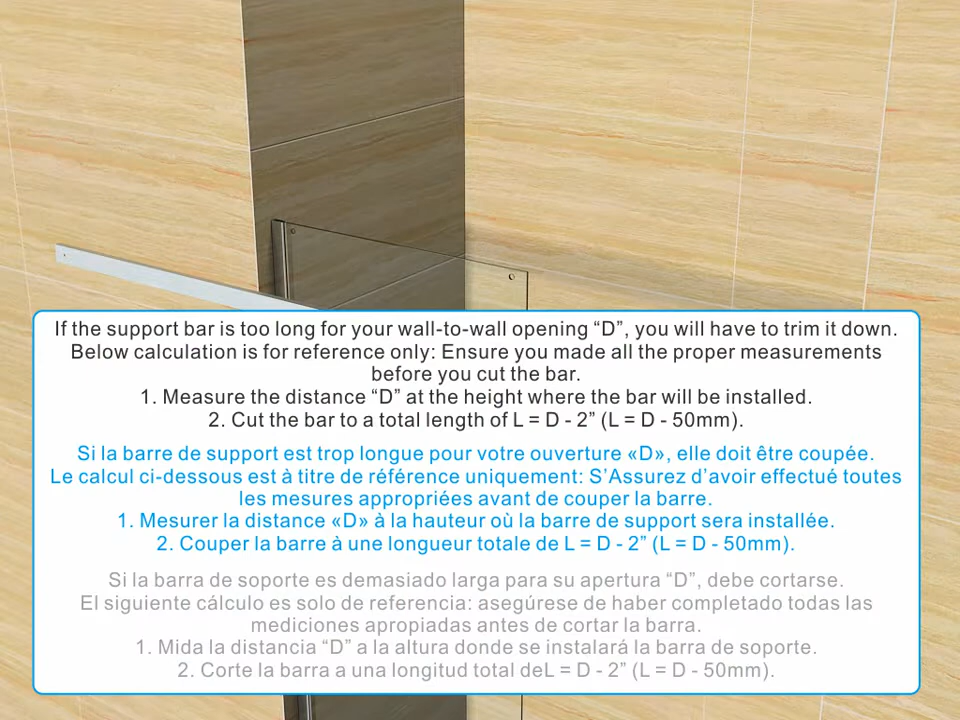 If the support bar is too long for your wall-to-wall opening “D”, you will have to trim it down.
Below calculation is for reference only: Ensure you made all the proper measurements
before you cut the bar.
1. Measure the distance “D” at the height where the bar will be installed.
2. Cut the bar to a total length of L = D - 2” (L = D - 50mm).
Si la barre de support est trop longue pour votre ouverture «D», elle doit être coupée.
Le calcul ci-dessous est à titre de référence uniquement: S’Assurez d’avoir effectué toutes
les mesures appropriées avant de couper la barre.
1. Mesurer la distance «D» à la hauteur où la barre de support sera installée.
2. Couper la barre à une longueur totale de L = D - 2” (L = D - 50mm).
Si la barra de soporte es demasiado larga para su apertura “D”, debe cortarse.
El siguiente cálculo es solo de referencia: asegúrese de haber completado todas las
mediciones apropiadas antes de cortar la barra.
1. Mida la distancia “D” a la altura donde se instalará la barra de soporte.
2. Corte la barra a una longitud total deL = D - 2” (L = D - 50mm).